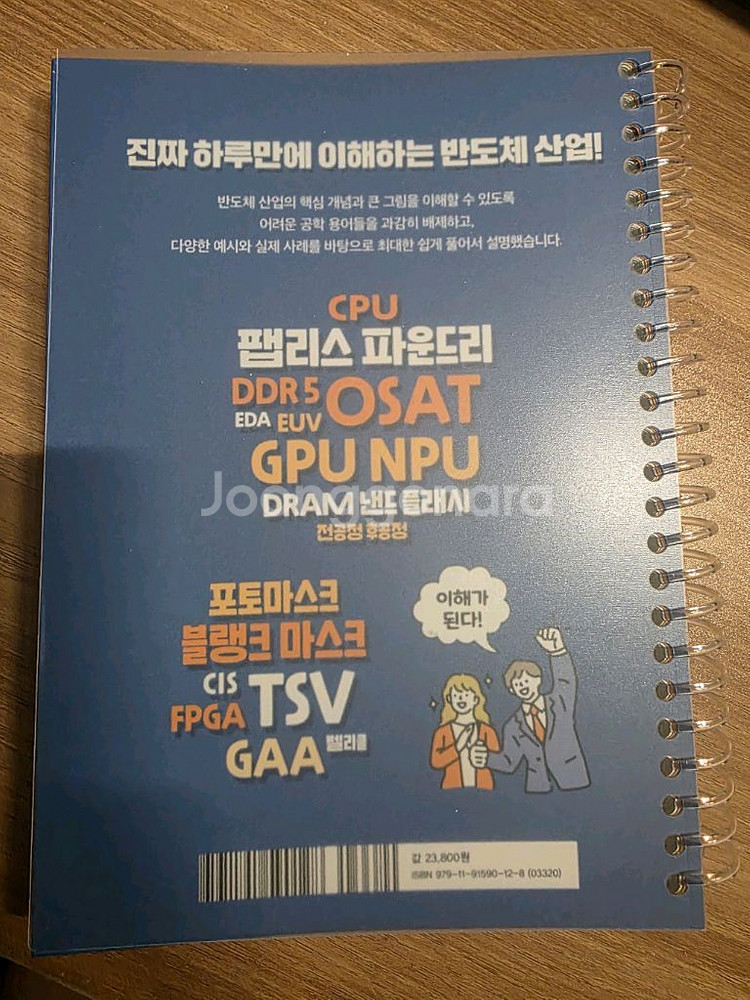 진짜 하루만에 이해하는 반도체 산업!
반도체 산업의 핵심 개념과 큰 그림을 이해할 수 있도록
어려운 공학 용어들을 과감히 배제하고,
다양한 예시와 실제 사례를 바탕으로 최대한 쉽게 풀어서 설명했습니다.
CPU
팹리스 파운드리
DDR 5 OSAT
EDA EUV
GPU NPU
Joonggonara
DRAM 낸드 플래시
전공정 후공정
포토마스크
블랭크 마스크
CIS TSV
FPGA
GAA 펠리클
이해가
된다!
값 23,800원
ISBN 979-11-91590-12-8 (03320)